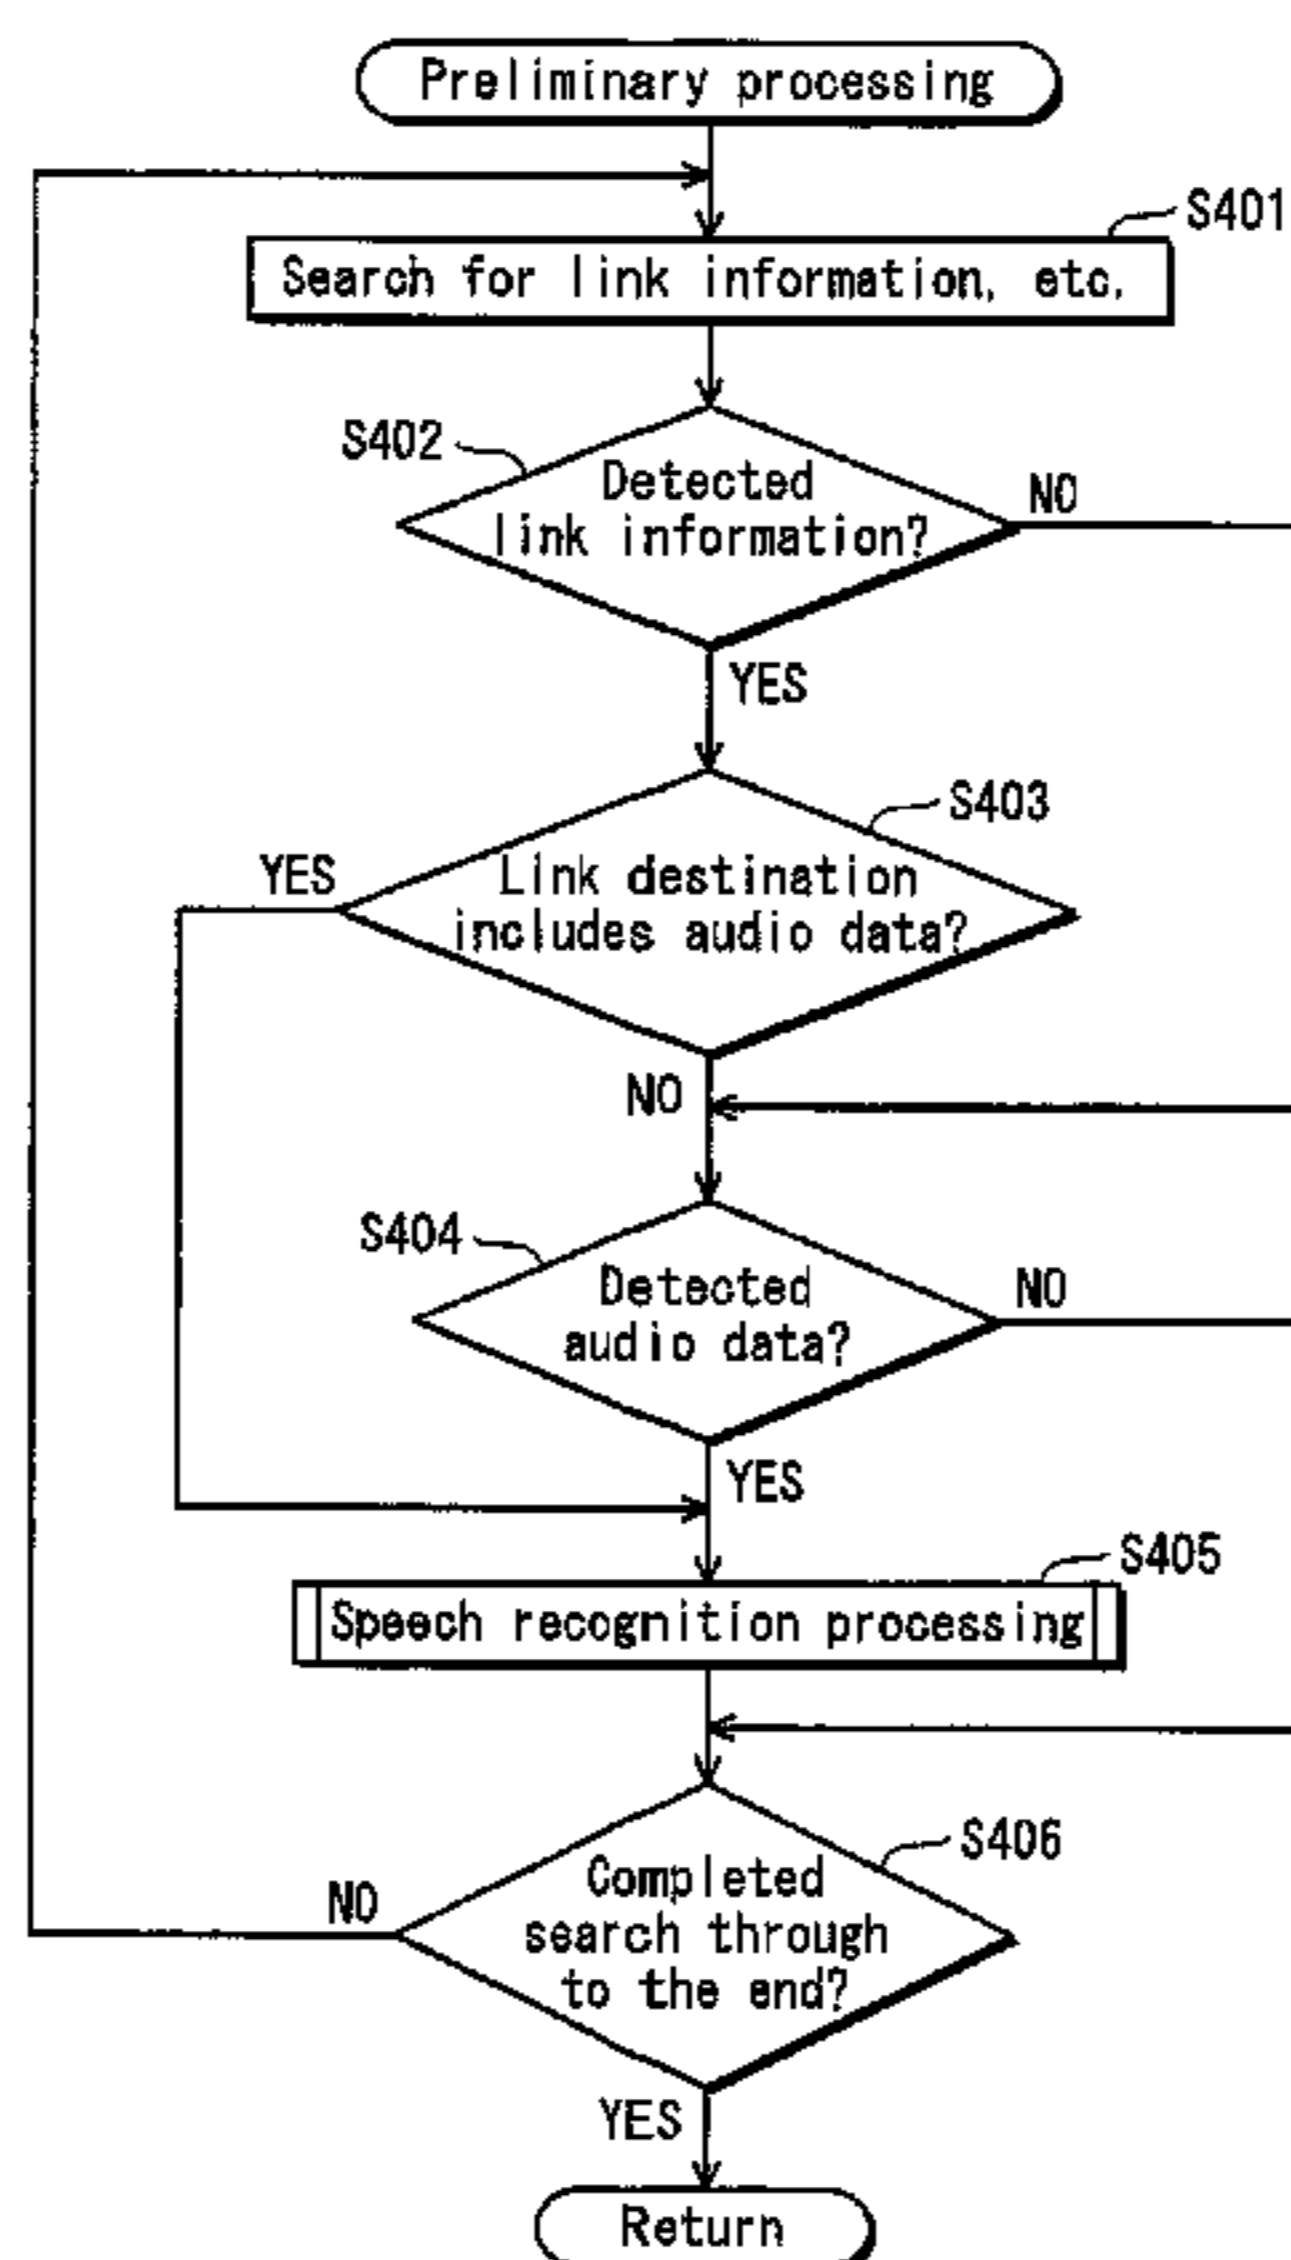 Preliminary processing
S401
Search for link information, etc.
S402
Detected
link information?
NO
YES
S403
YES
Link destination
includes audio data?
NO
S404
Detected
audio data?
NO
YES
S405
Speech recognition processing
S406
Completed
search through
to the end?
NO
YES
Return